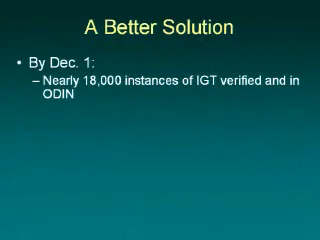 A Better Solution
• By Dec. 1:
– Nearly 18,000 instances of IGT verified and in
ODIN